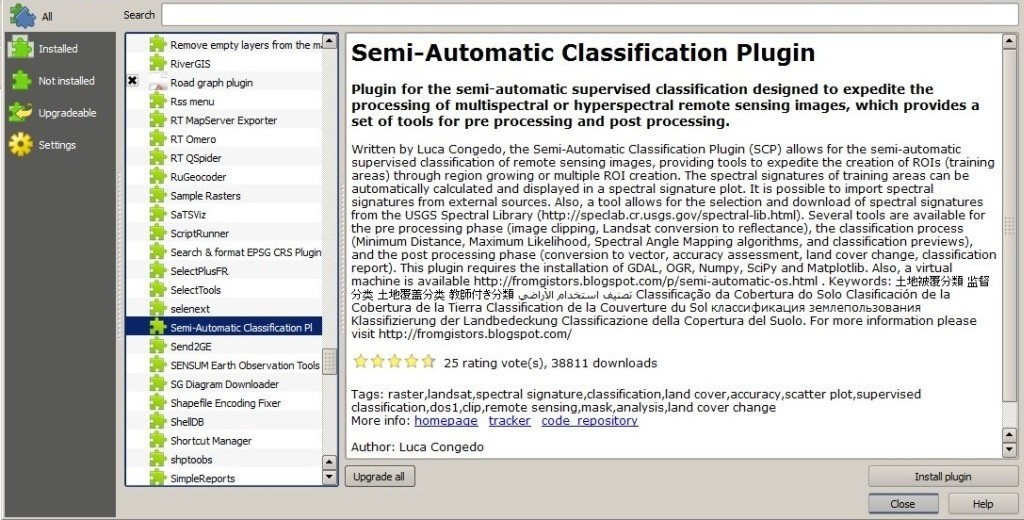 All
Installed
Not installed
Upgradeable
Settings
Search
Remove empty layers from the ma
RiverGIS
Road graph plugin
Rss menu
RT MapServer Exporter
RT Omero
RT QSpider
RuGeocoder
Sample Rasters
SaTSViz
ScriptRunner
Search & format EPSG CRS Plugin
SelectPlusFR
SelectTools
selenext
Semi-Automatic Classification Pl
Send2GE
SENSUM Earth Observation Tools
SG Diagram Downloader
Shapefile Encoding Fixer
ShellDB
Shortcut Manager
shptoobs
SimpleReports
Semi-Automatic Classification Plugin
Plugin for the semi-automatic supervised classification designed to expedite the
processing of multispectral or hyperspectral remote sensing images, which provides a
set of tools for pre processing and post processing.
Written by Luca Congedo, the Semi-Automatic Classification Plugin (SCP) allows for the semi-automatic
supervised classification of remote sensing images, providing tools to expedite the creation of ROIs (training
areas) through region growing or multiple ROI creation. The spectral signatures of training areas can be
automatically calculated and displayed in a spectral signature plot. It is possible to import spectral
signatures from external sources. Also, a tool allows for the selection and download of spectral signatures
from the USGS Spectral Library (http://speclab.cr.usgs.gov/spectral-lib.html). Several tools are available for
the pre processing phase (image clipping, Landsat conversion to reflectance), the classification process
(Minimum Distance, Maximum Likelihood, Spectral Angle Mapping algorithms, and classification previews),
and the post processing phase (conversion to vector, accuracy assessment, land cover change, classification
report). This plugin requires the installation of GDAL, OGR, Numpy, SciPy and Matplotlib. Also, a virtual
machine is available http://fromgistors.blogspot.com/p/semi-automatic-os.html . Keywords: 土地被覆分類 监督
分类 土地覆盖分类 教師付き分類 تصنيف استخدام الأراضي Classificação da Cobertura do Solo Clasificación de la
Cobertura de la Tierra Classification de la Couverture du Sol классификация землепользования
Klassifizierung der Landbedeckung Classificazione della Copertura del Suolo. For more information please
visit http://fromgistors.blogspot.com/
25 rating vote(s), 38811 downloads
Tags: raster,landsat,spectral signature,classification,land cover,accuracy,scatter plot,supervised
classification,dos1,clip,remote sensing,mask,analysis,land cover change
More info: homepage tracker code_repository
Author: Luca Congedo
Upgrade all
Install plugin
Close
Help